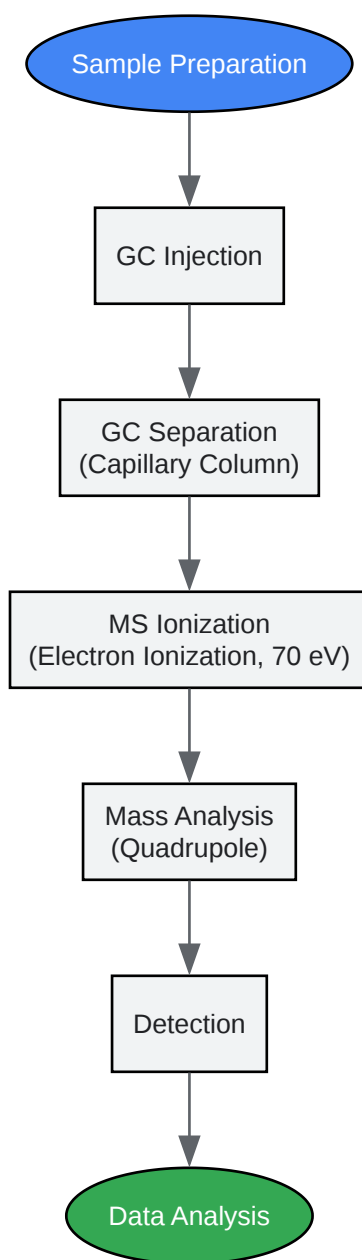 Sample Preparation
GC Injection
GC Separation
(Capillary Column)
MS Ionization
(Electron Ionization, 70 eV)
Mass Analysis
(Quadrupole)
Detection
Data Analysis